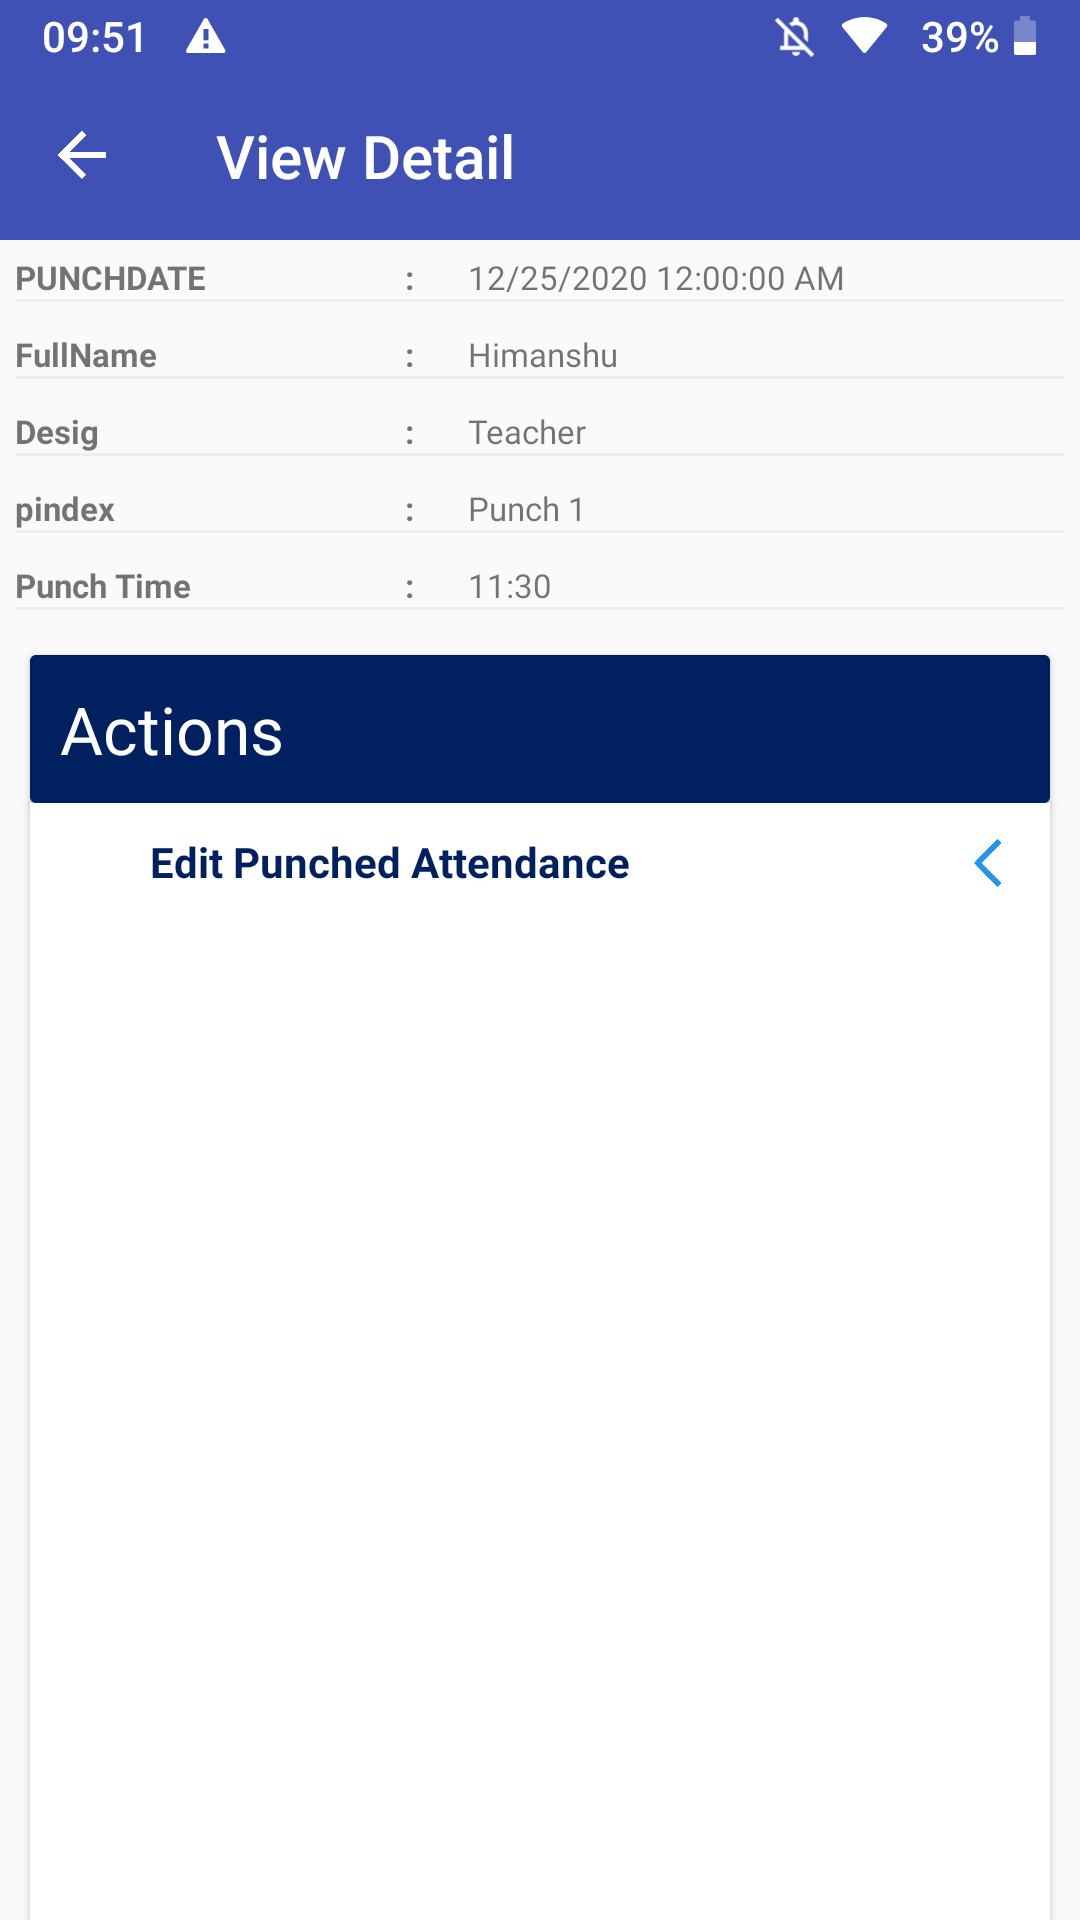 09:51 39%
View Detail
PUNCHDATE : 12/25/2020 12:00:00 AM
FullName : Himanshu
Desig : Teacher
pindex : Punch 1
Punch Time : 11:30
Actions
Edit Punched Attendance